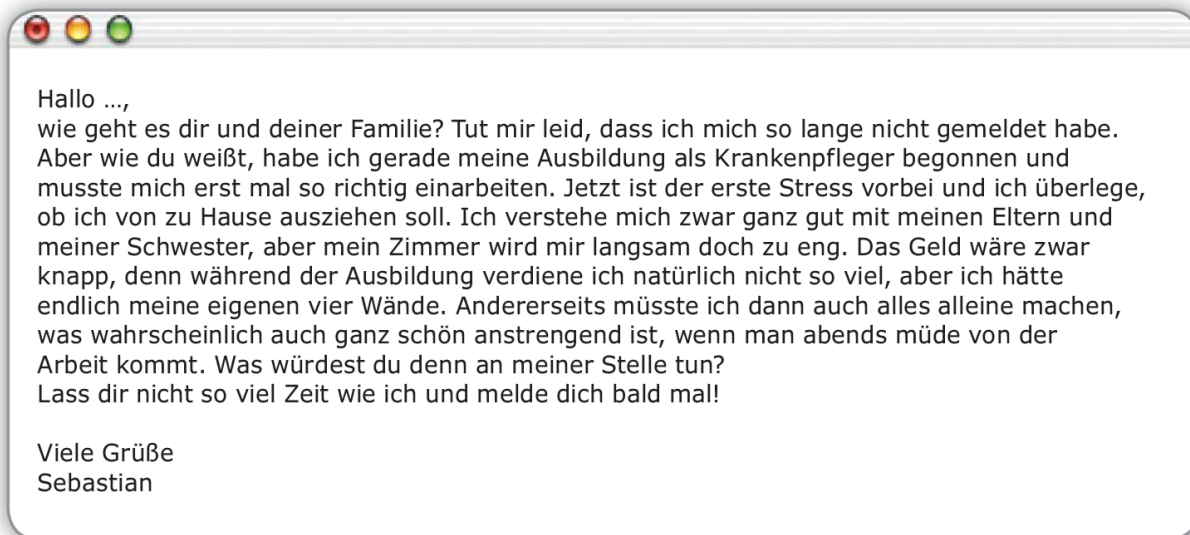 Hallo ...,
wie geht es dir und deiner Familie? Tut mir leid, dass ich mich so lange nicht gemeldet habe.
Aber wie du weißt, habe ich gerade meine Ausbildung als Krankenpfleger begonnen und
musste mich erst mal so richtig einarbeiten. Jetzt ist der erste Stress vorbei und ich überlege,
ob ich von zu Hause ausziehen soll. Ich verstehe mich zwar ganz gut mit meinen Eltern und
meiner Schwester, aber mein Zimmer wird mir langsam doch zu eng. Das Geld wäre zwar
knapp, denn während der Ausbildung verdiene ich natürlich nicht so viel, aber ich hätte
endlich meine eigenen vier Wände. Andererseits müsste ich dann auch alles alleine machen,
was wahrscheinlich auch ganz schön anstrengend ist, wenn man abends müde von der
Arbeit kommt. Was würdest du denn an meiner Stelle tun?
Lass dir nicht so viel Zeit wie ich und melde dich bald mal!
Viele Grüße
Sebastian